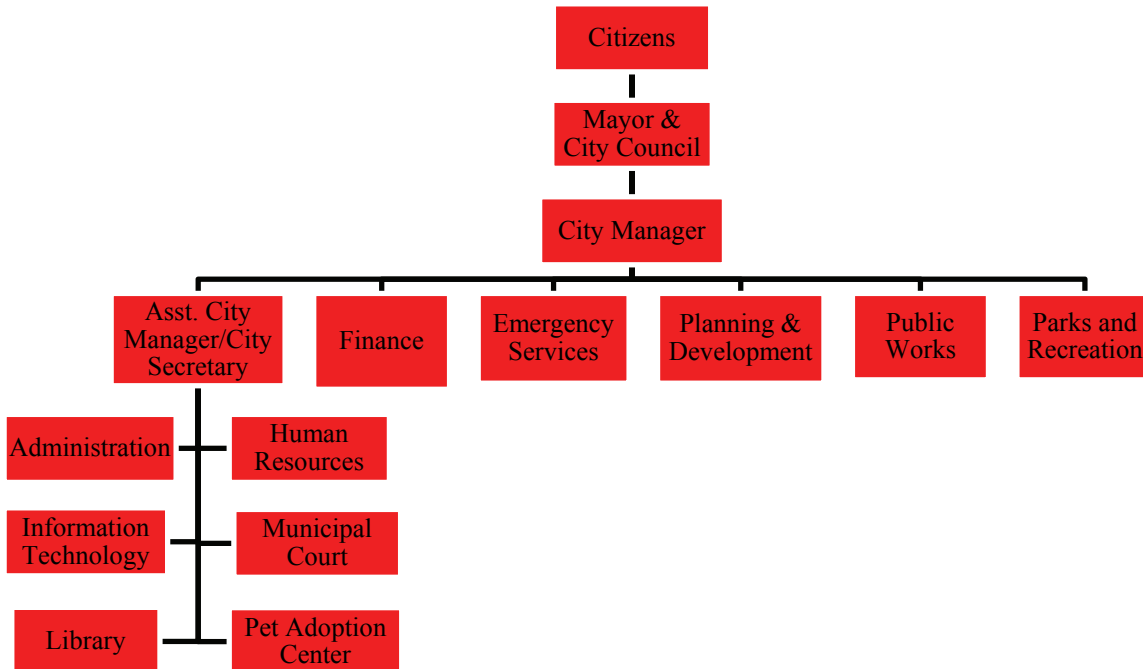 Citizens
Mayor &
City Council
City Manager
Asst. City
Manager/City
Secretary
Finance
Emergency
Services
Planning &
Development
Public
Works
Parks and
Recreation
Administration
Human
Resources
Information
Technology
Municipal
Court
Library
Pet Adoption
Center